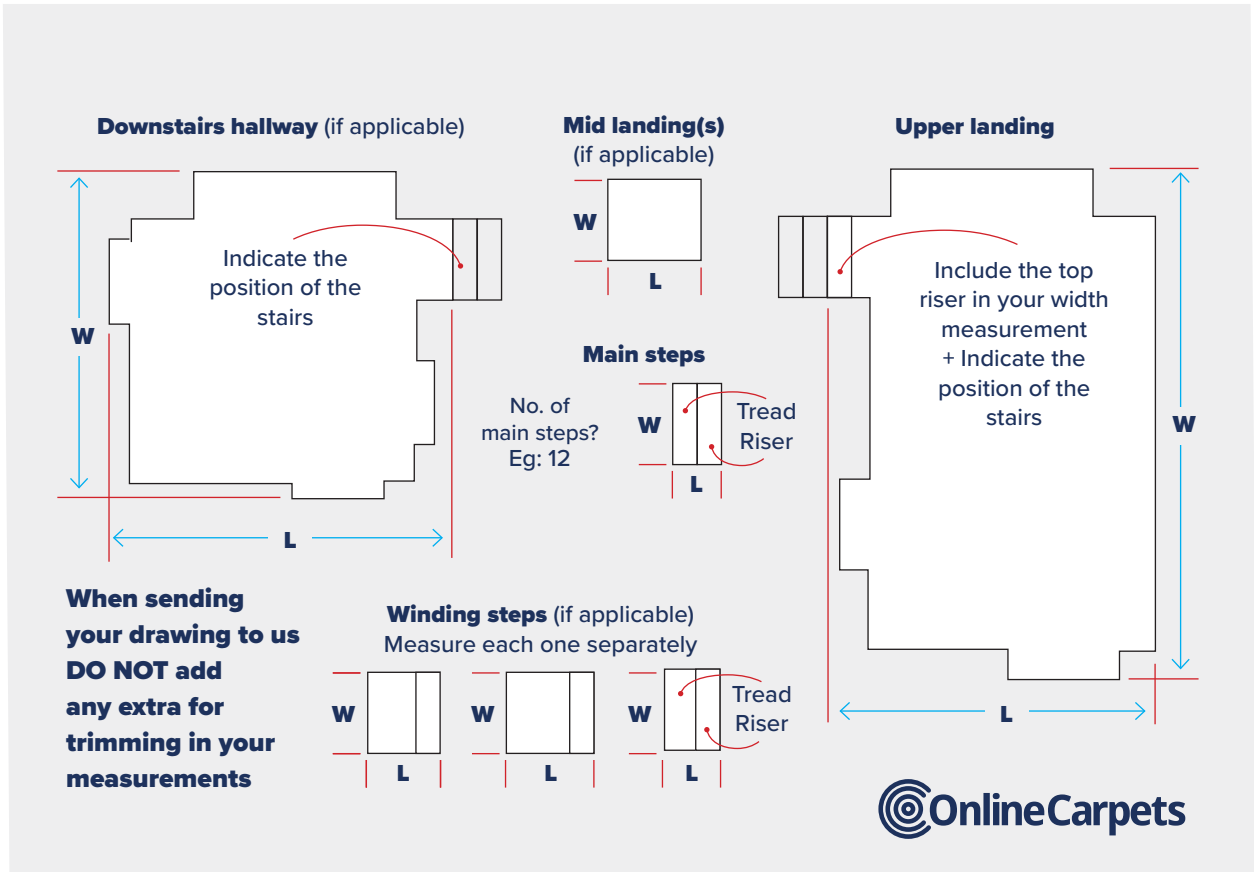 Downstairs hallway (if applicable)
W
Indicate the
position of the
stairs
L
Mid landing(s)
(if applicable)
W
L
Main steps
No. of
main steps?
Eg: 12
W
Tread
Riser
L
Upper landing
Include the top
riser in your width
measurement
+ Indicate the
position of the
stairs
W
L
When sending
your drawing to us
DO NOT add
any extra for
trimming in your
measurements
Winding steps (if applicable)
Measure each one separately
W
L
W
L
W
Tread
Riser
L
OnlineCarpets